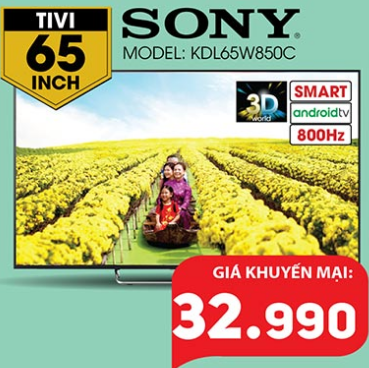 TIVI
65
INCH
SONY
MODEL: KDL65W850C
3D
world
SMART
androidtv
800Hz
GIÁ KHUYẾN MẠI:
32.990